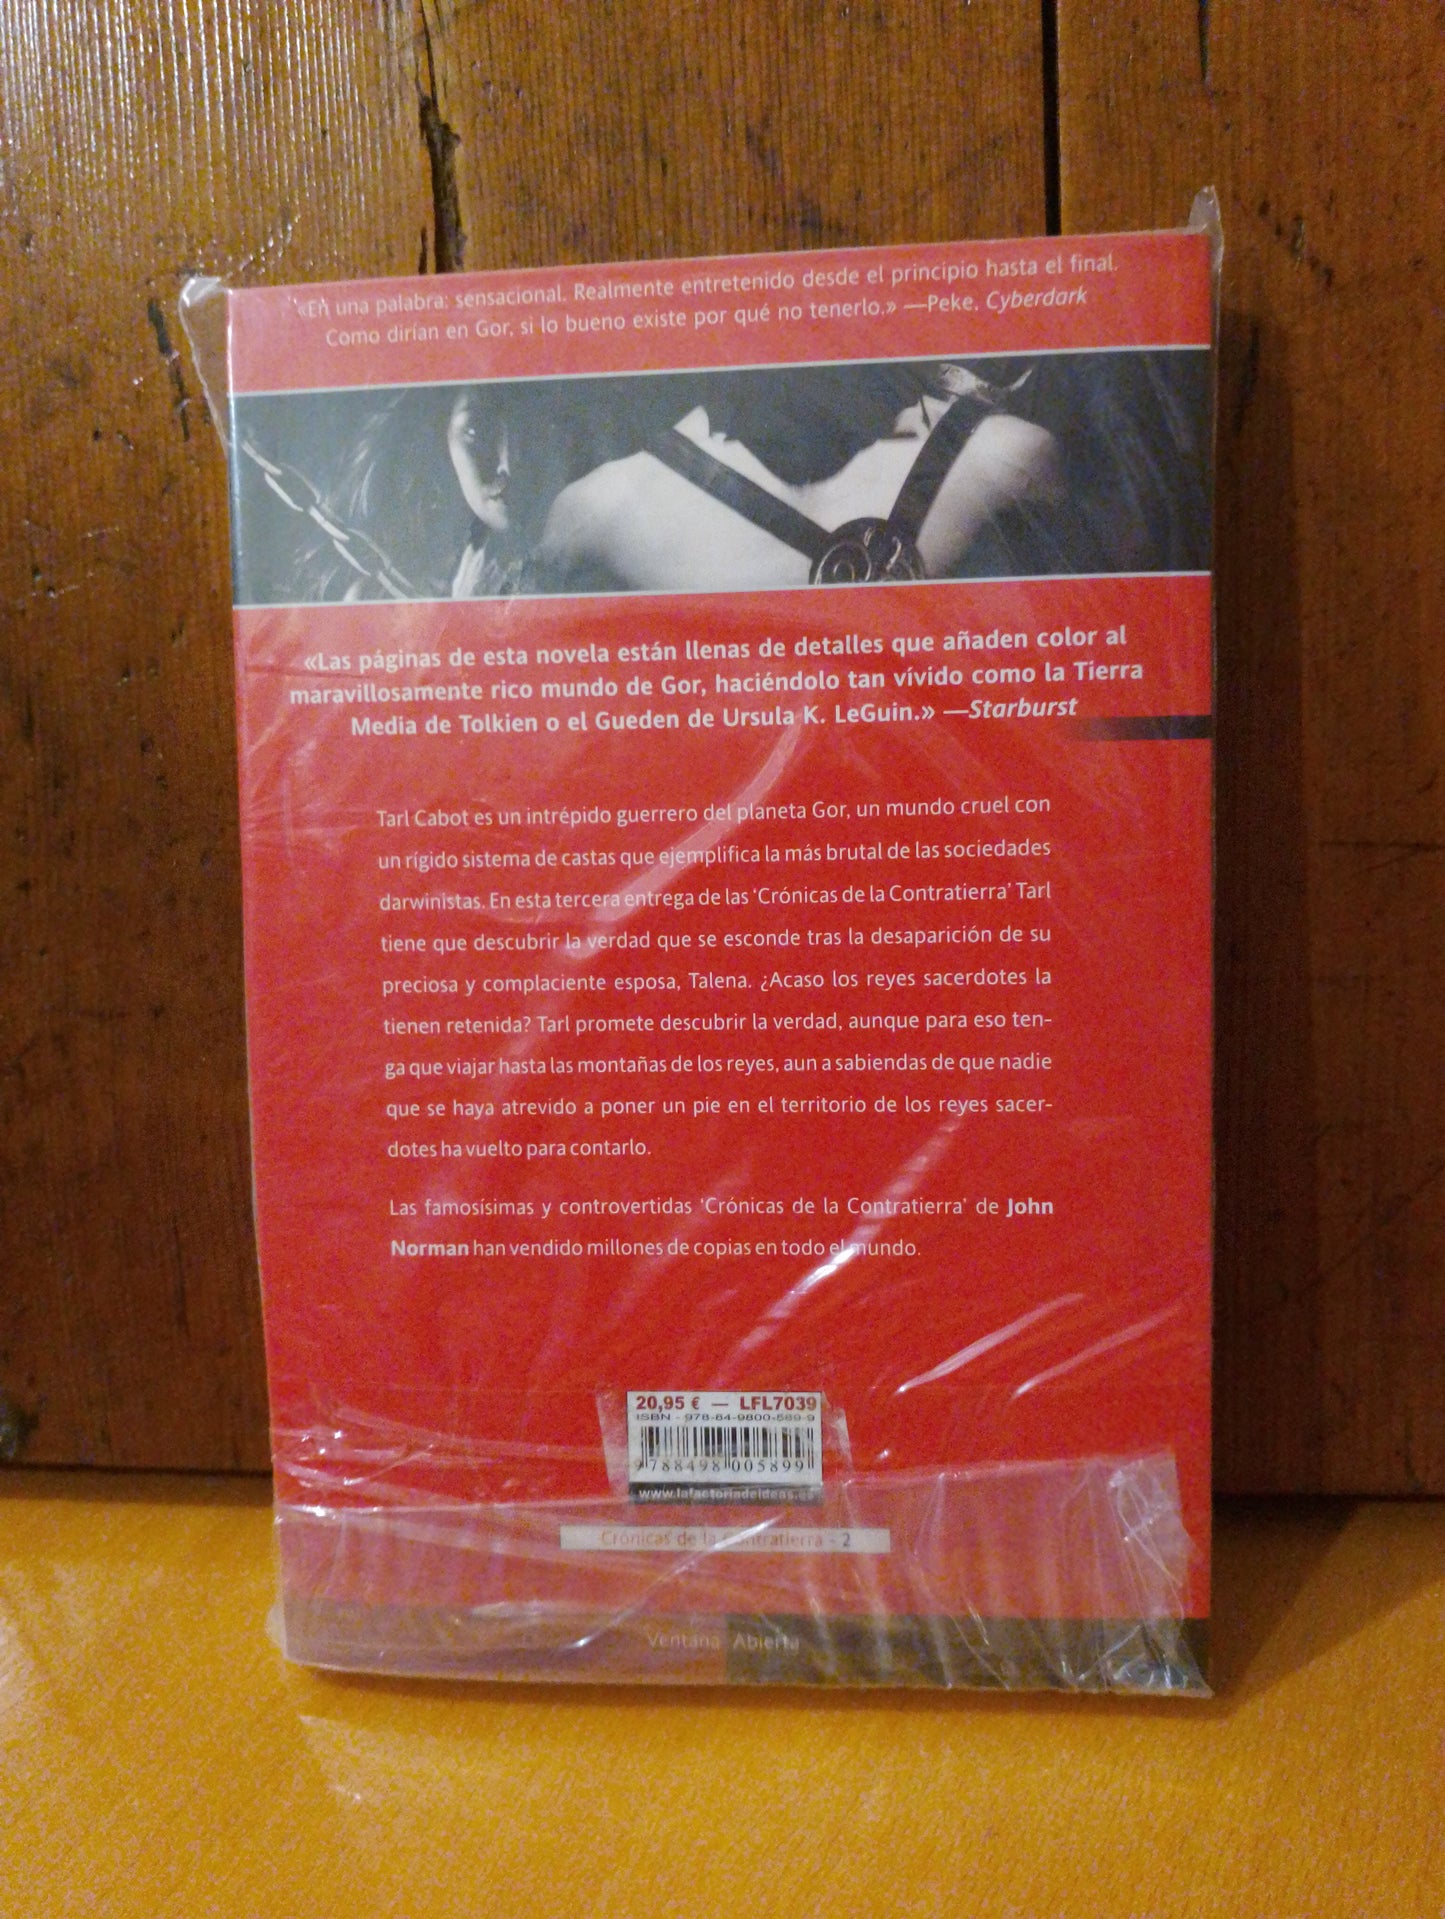 «En una palabra: sensacional. Realmente entretenido desde el principio hasta el final.
Como dirían en Gor, si lo bueno existe por qué no tenerlo.» —Peke, Cyberdark
«Las páginas de esta novela están llenas de detalles que añaden color al
maravillosamente rico mundo de Gor, haciéndolo tan vívido como la Tierra
Media de Tolkien o el Gueden de Ursula K. LeGuin.» —Starburst
Tarl Cabot es un intrépido guerrero del planeta Gor, un mundo cruel con
un rígido sistema de castas que ejemplifica la más brutal de las sociedades
darwinistas. En esta tercera entrega de las ‘Crónicas de la Contratierra’ Tarl
tiene que descubrir la verdad que se esconde tras la desaparición de su
preciosa y complaciente esposa, Talena. ¿Acaso los reyes sacerdotes la
tienen retenida? Tarl promete descubrir la verdad, aunque para eso ten-
ga que viajar hasta las montañas de los reyes, aun a sabiendas de que nadie
que se haya atrevido a poner un pie en el territorio de los reyes sacer-
dotes ha vuelto para contarlo.
Las famosísimas y controvertidas ‘Crónicas de la Contratierra’ de John
Norman han vendido millones de copias en todo el mundo.
20,95 € — LFL7039
ISBN - 978-84-9800-589-9
9 788498 005899
www.lafactoriadeideas.es
Crónicas de la Contratierra - 2
Ventana Abierta